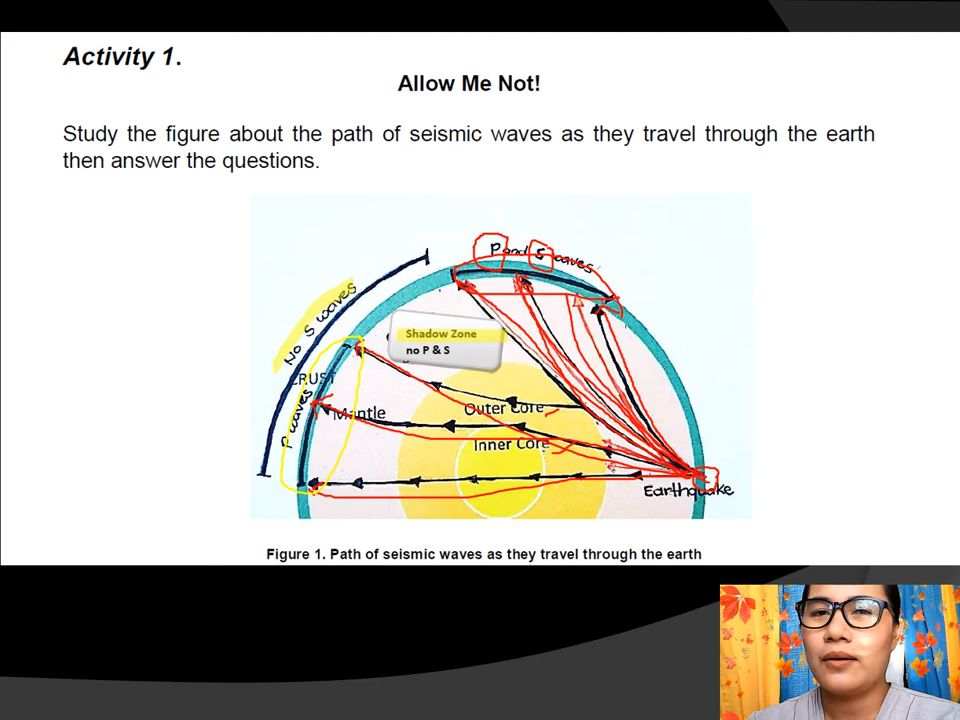 Activity 1.
Allow Me Not!
Study the figure about the path of seismic waves as they travel through the earth
then answer the questions.
P and S waves
No S waves
Shadow Zone
no P & S
CRUST
P waves
Mantle
Outer Core
Inner Core
Earthquake
Figure 1. Path of seismic waves as they travel through the earth